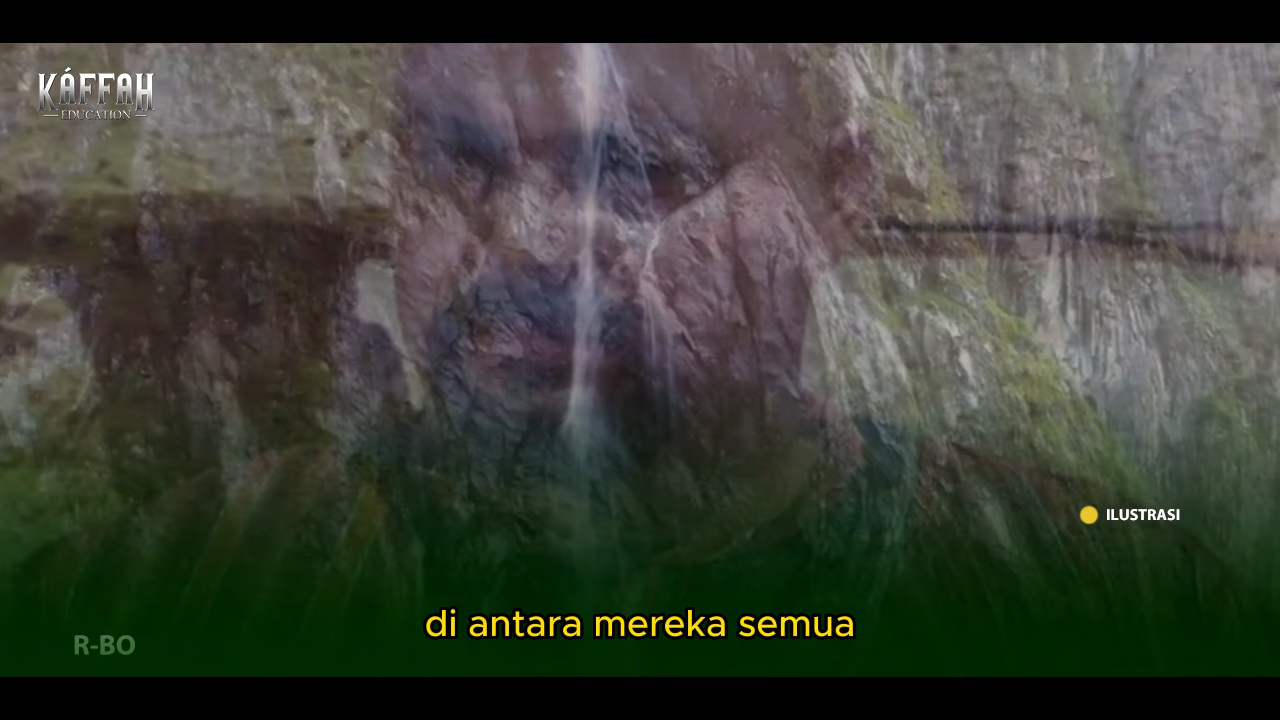 KÁFFAH
EDUCATION
ILUSTRASI
di antara mereka semua
R-BO